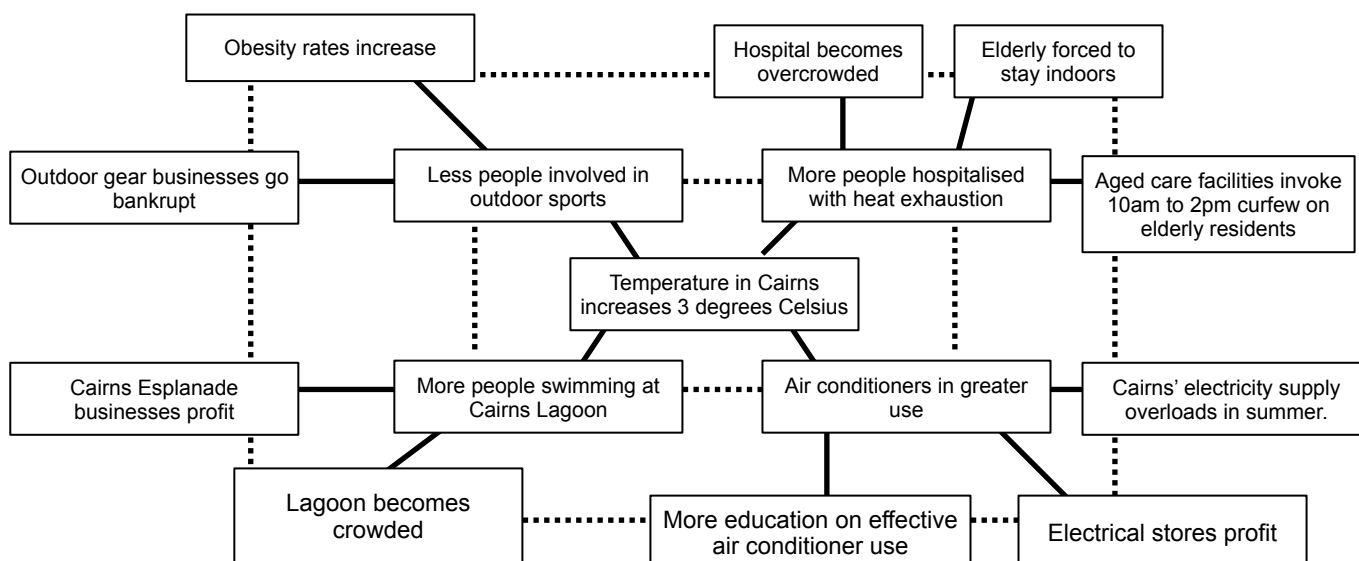 Obesity rates increase
Hospital becomes
overcrowded
Elderly forced to
stay indoors
Outdoor gear businesses go
bankrupt
Less people involved in
outdoor sports
More people hospitalised
with heat exhaustion
Aged care facilities invoke
10am to 2pm curfew on
elderly residents
Temperature in Cairns
increases 3 degrees Celsius
Cairns Esplanade
businesses profit
More people swimming at
Cairns Lagoon
Air conditioners in greater
use
Cairns’ electricity supply
overloads in summer.
Lagoon becomes
crowded
More education on effective
air conditioner use
Electrical stores profit